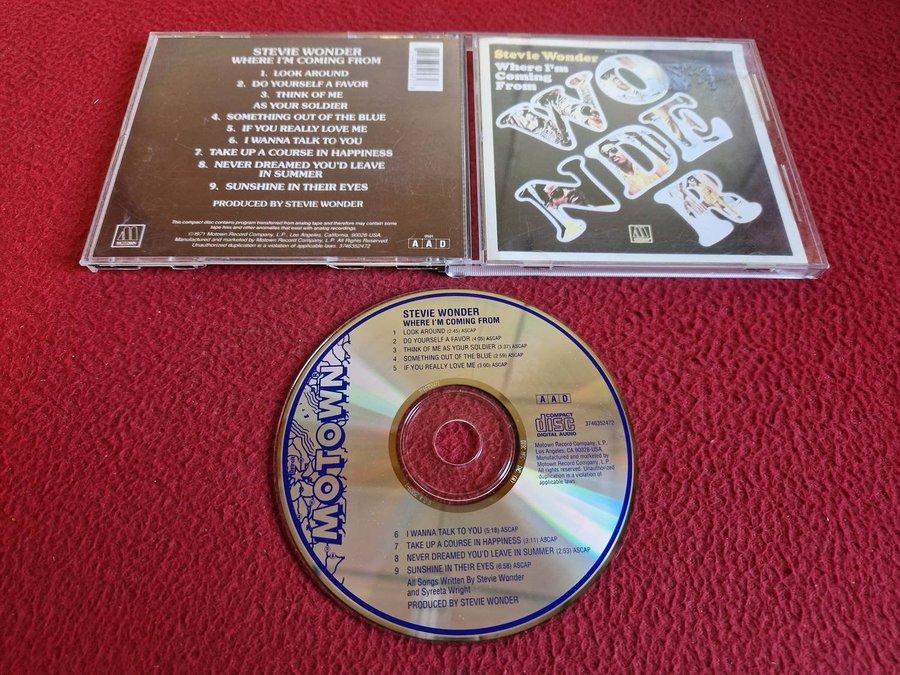 STEVIE WONDER
WHERE I'M COMING FROM
1. LOOK AROUND
2. DO YOURSELF A FAVOR
3. THINK OF ME
AS YOUR SOLDIER
4. SOMETHING OUT OF THE BLUE
5. IF YOU REALLY LOVE ME
6. I WANNA TALK TO YOU
7. TAKE UP A COURSE IN HAPPINESS
8. NEVER DREAMED YOU'D LEAVE
IN SUMMER
9. SUNSHINE IN THEIR EYES
PRODUCED BY STEVIE WONDER
This compact disc contains program transferred from analog tape and therefore may contain some
tape hiss and other anomalies that exist with analog recordings.
©1971 Motown Record Company, L.P., Los Angeles, California, 90028-USA.
Manufactured and marketed by Motown Record Company, L.P. All Rights Reserved.
Unauthorized duplication is a violation of applicable laws. 3746352472
MOTOWN
AAD
Stevie Wonder
Where I'm
Coming
From
WO
NDE
R
STEVIE WONDER
WHERE I'M COMING FROM
1 LOOK AROUND (2:45) ASCAP
2 DO YOURSELF A FAVOR (4:05) ASCAP
3 THINK OF ME AS YOUR SOLDIER (3:37) ASCAP
4 SOMETHING OUT OF THE BLUE (2:59) ASCAP
5 IF YOU REALLY LOVE ME (3:00) ASCAP
MOTOWN
AAD
COMPACT
disc
DIGITAL AUDIO
3746352472
Motown Record Company, L.P.
Los Angeles, CA 90028-USA.
Manufactured and marketed by
Motown Record Company, L.P.
All rights reserved. Unauthorized
duplication is a violation of
applicable laws.
6 I WANNA TALK TO YOU (5:18) ASCAP
7 TAKE UP A COURSE IN HAPPINESS (3:11) ASCAP
8 NEVER DREAMED YOU'D LEAVE IN SUMMER (2:53) ASCAP
9 SUNSHINE IN THEIR EYES (6:58) ASCAP
All Songs Written By Stevie Wonder
and Syreeta Wright
PRODUCED BY STEVIE WONDER